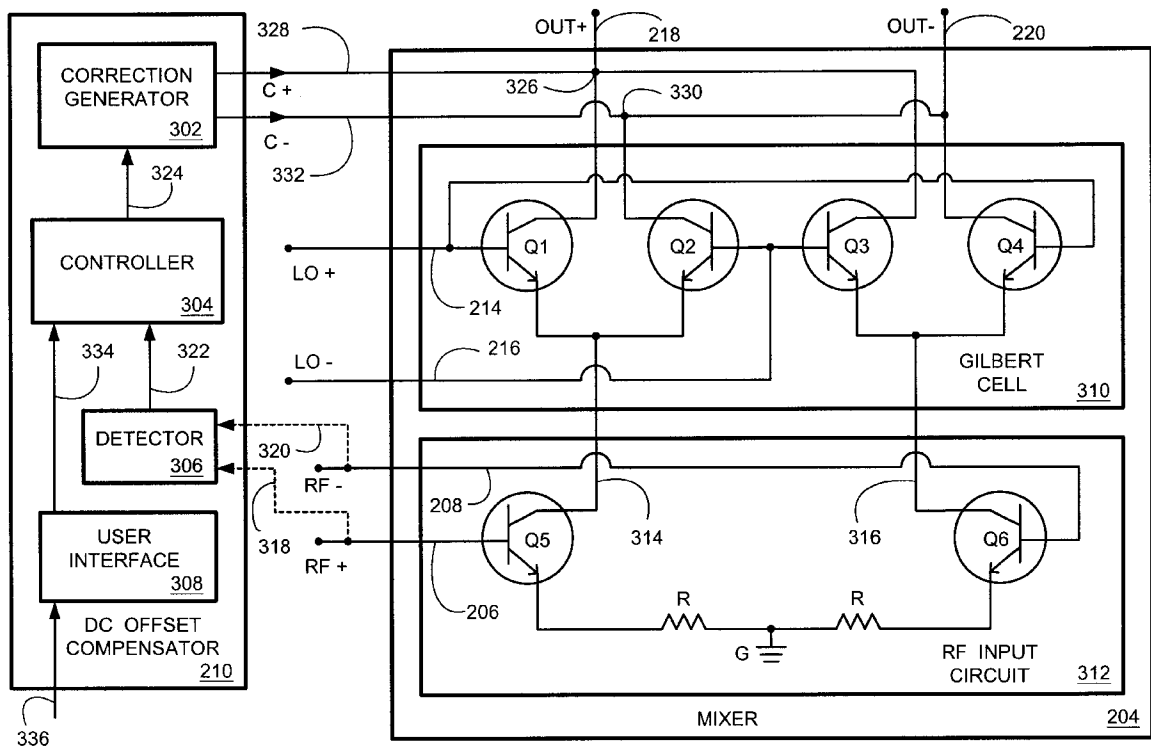 OUT+
218
OUT-
220
328
CORRECTION
GENERATOR
302
C +
326
330
C -
332
324
CONTROLLER
304
Q1
Q2
Q3
Q4
LO +
214
334
322
LO -
216
GILBERT
CELL
310
DETECTOR
306
320
RF -
208
318
314
316
USER
INTERFACE
308
RF +
206
Q5
Q6
R
R
G
DC OFFSET
COMPENSATOR
210
RF INPUT
CIRCUIT
312
336
MIXER
204